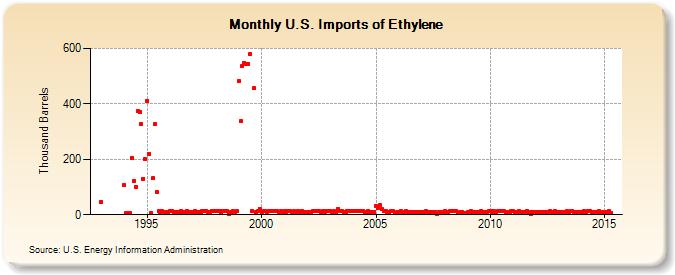 Monthly U.S. Imports of Ethylene
Thousand Barrels
600
400
200
0
1995 2000 2005 2010 2015
Source: U.S. Energy Information Administration